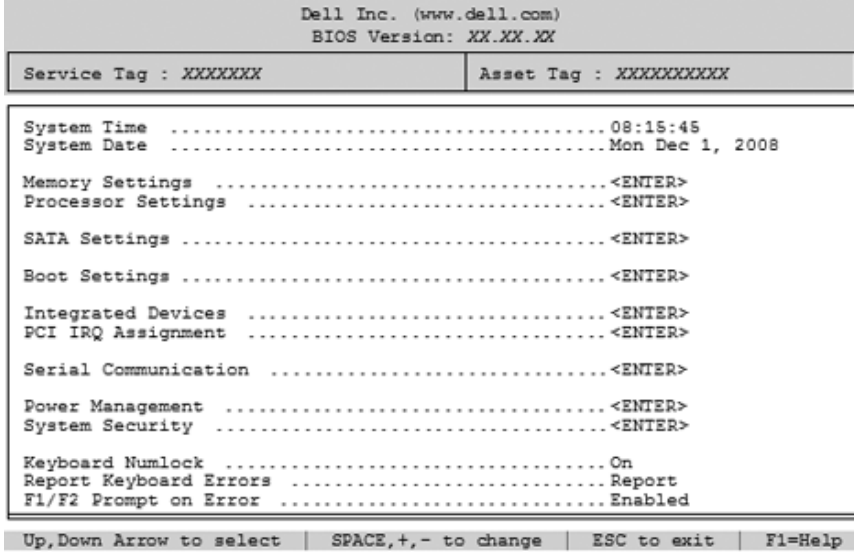 Dell Inc. (www.dell.com)
BIOS Version: XX.XX.XX
Service Tag : XXXXXXX | Asset Tag : XXXXXXXXXX
System Time .......................................08:15:45
System Date .......................................Mon Dec 1, 2008
Memory Settings ...................................<ENTER>
Processor Settings ................................<ENTER>
SATA Settings ......................................<ENTER>
Boot Settings ......................................<ENTER>
Integrated Devices ................................<ENTER>
PCI IRQ Assignment ................................<ENTER>
Serial Communication ..............................<ENTER>
Power Management ..................................<ENTER>
System Security ...................................<ENTER>
Keyboard Numlock ..................................On
Report Keyboard Errors ............................Report
F1/F2 Prompt on Error .............................Enabled
Up,Down Arrow to select | SPACE,+,- to change | ESC to exit | F1=Help